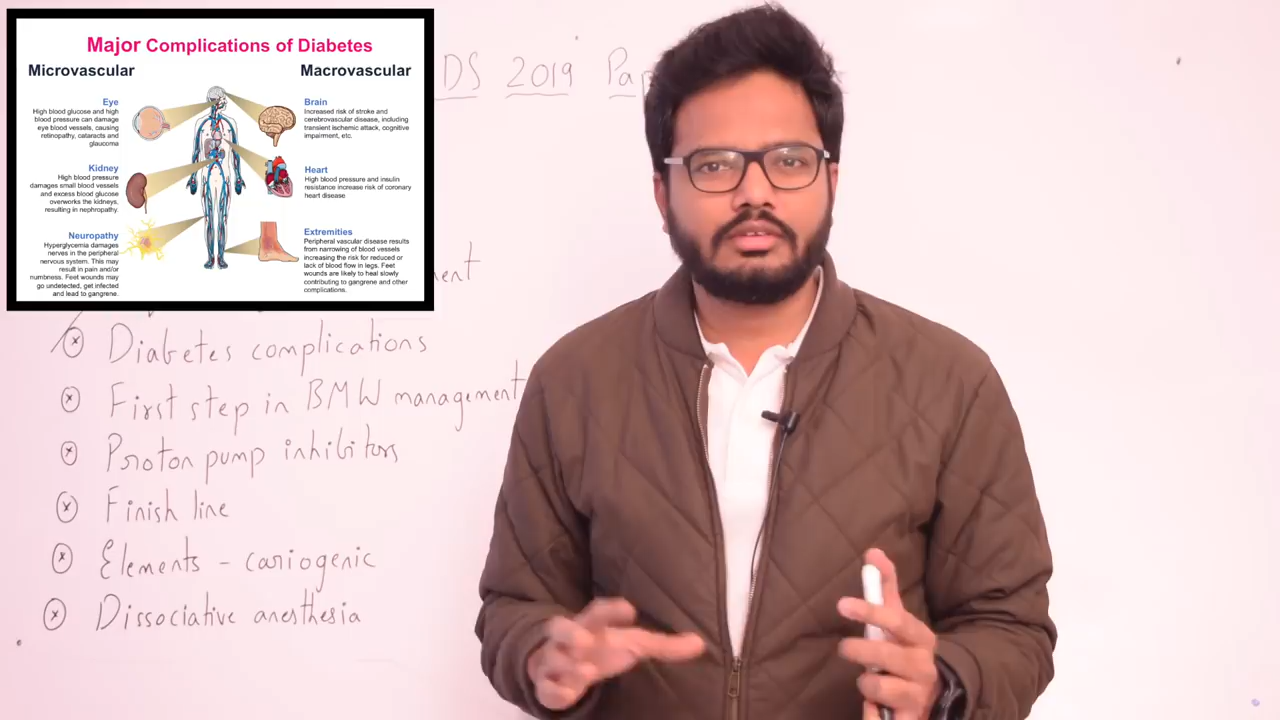 Major Complications of Diabetes
Microvascular
Macrovascular
Eye
High blood glucose and high
blood pressure can damage
eye blood vessels, causing
retinopathy, cataracts and
glaucoma
Kidney
High blood pressure
damages small blood vessels
and excess blood glucose
overworks the kidneys,
resulting in nephropathy.
Neuropathy
Hyperglycemia damages
nerves in the peripheral
nervous system. This may
result in pain and/or
numbness. Feet wounds may
go undetected, get infected
and lead to gangrene.
Brain
Increased risk of stroke and
cerebrovascular disease, including
transient ischemic attack, cognitive
impairment, etc.
Heart
High blood pressure and insulin
resistance increase risk of coronary
heart disease
Extremities
Peripheral vascular disease results
from narrowing of blood vessels
increasing the risk for reduced or
lack of blood flow in legs. Feet
wounds are likely to heal slowly
contributing to gangrene and other
complications.
DS 2019 Pap
Diabetes complications
First step in BMW management
Proton pump inhibitors
Finish line
Elements - cariogenic
Dissociative anesthesia